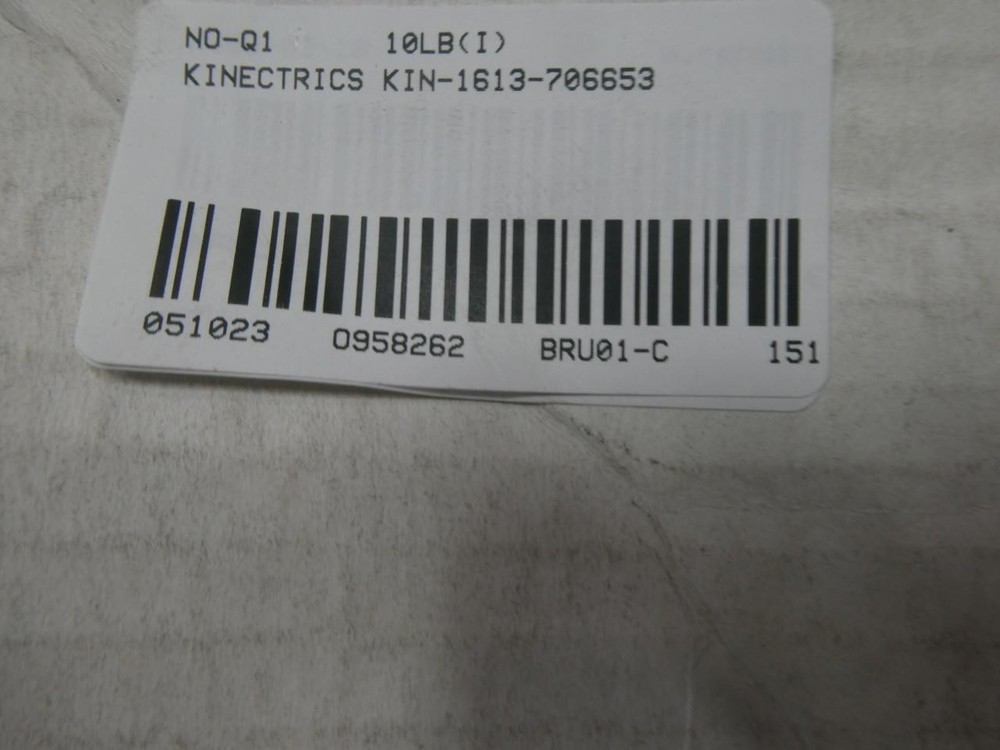 NO-Q1 10LB(I)
KINECTRICS KIN-1613-706653
051023 0958262 BRU01-C 151